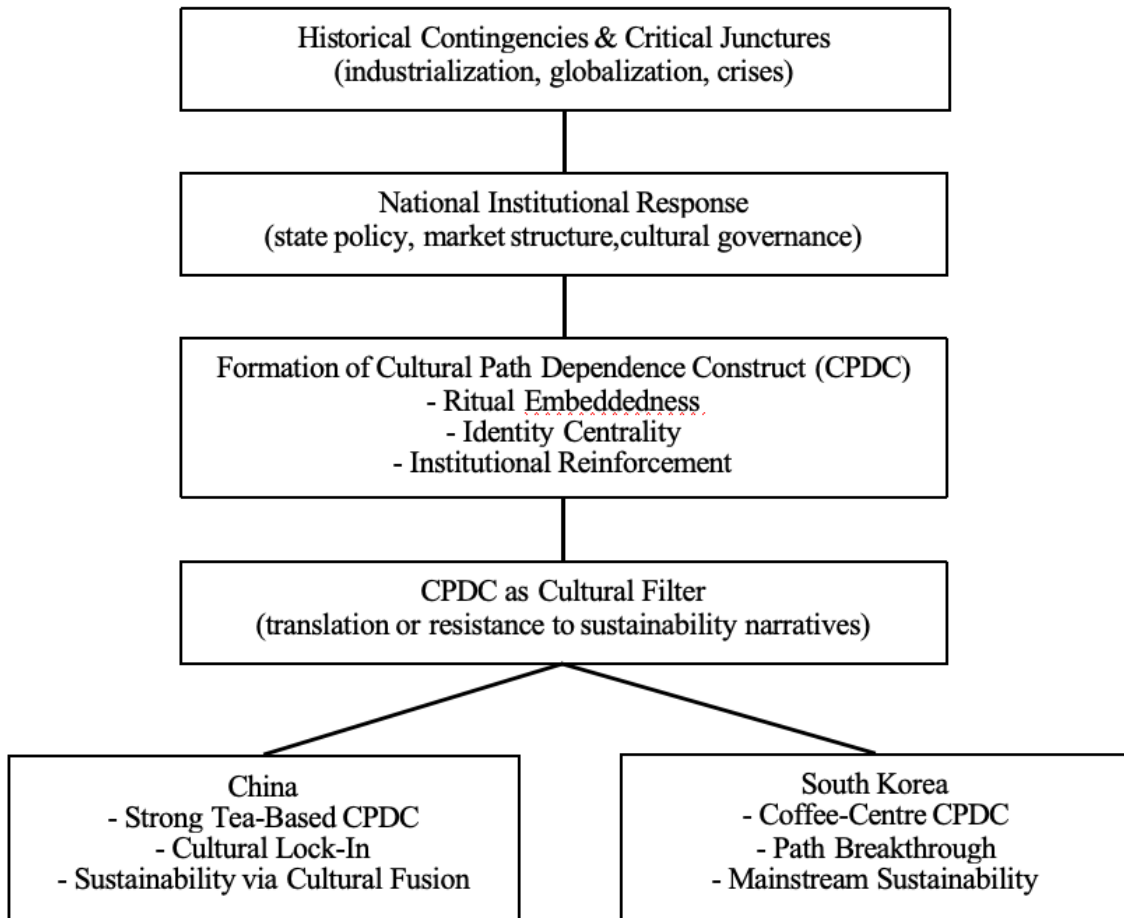 Historical Contingencies & Critical Junctures
(industrialization, globalization, crises)
National Institutional Response
(state policy, market structure,cultural governance)
Formation of Cultural Path Dependence Construct (CPDC)
- Ritual Embeddedness
- Identity Centrality
- Institutional Reinforcement
CPDC as Cultural Filter
(translation or resistance to sustainability narratives)
China
- Strong Tea-Based CPDC
- Cultural Lock-In
- Sustainability via Cultural Fusion
South Korea
- Coffee-Centre CPDC
- Path Breakthrough
- Mainstream Sustainability